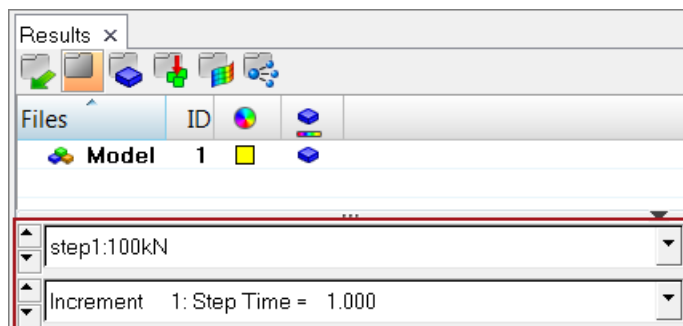 Results ×
Files ID
Model 1
step1:100kN
Increment 1: Step Time = 1.000